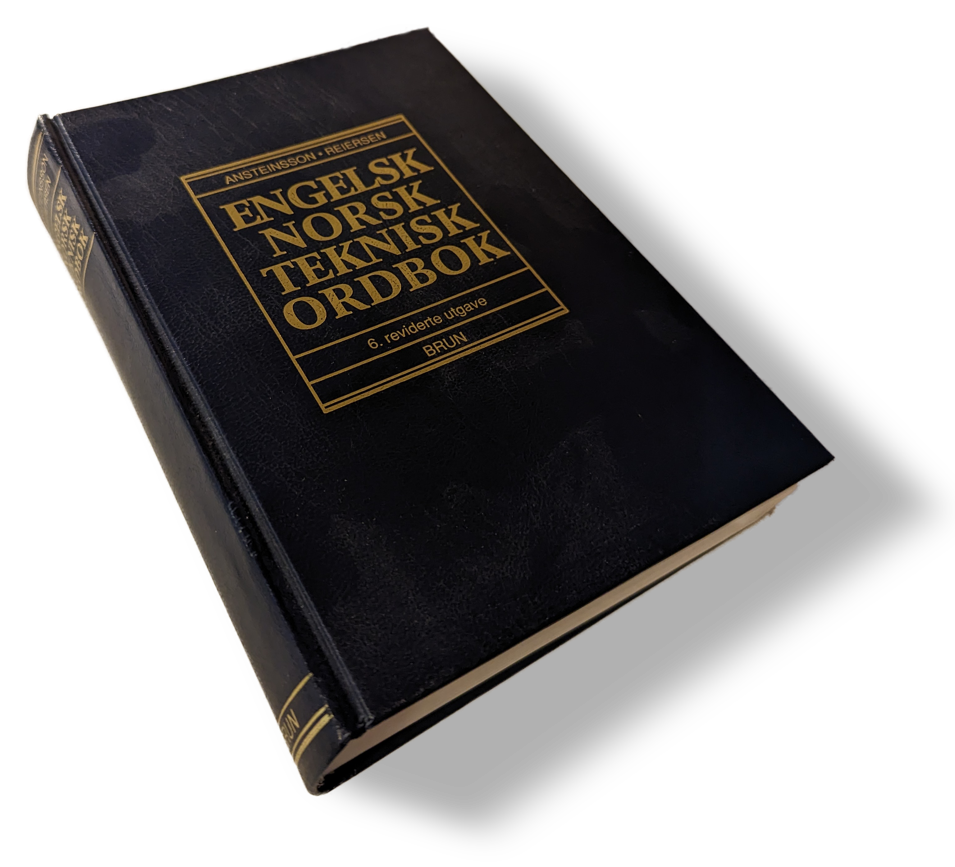 ANSTEINSSON • REIERSEN
ENGELSK
NORSK
TEKNISK
ORDBOK
6. reviderte utgave
BRUN